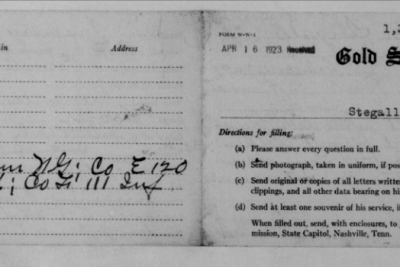 in Address
N.G; Co E 120
; Co G 111 Inf
FORM W-N-1
APR 16 1923 Received
1,
Gold S
Stegall
Directions for filling:
(a) Please answer every question in full.
(b) Send photograph, taken in uniform, if pos
(c) Send original or copies of all letters writte
clippings, and all other data bearing on hi
(d) Send at least one souvenir of his service, i
When filled out, send, with enclosures, to
mission, State Capitol, Nashville, Tenn.